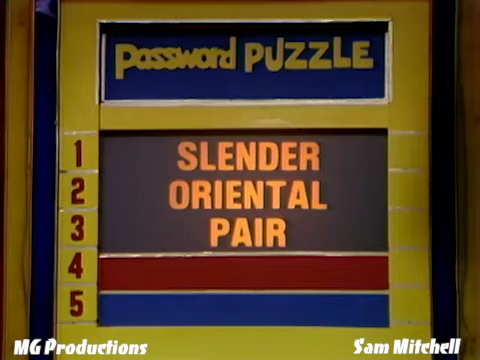 Password PUZZLE
1 SLENDER
2 ORIENTAL
3 PAIR
4
5
MG Productions
Sam Mitchell